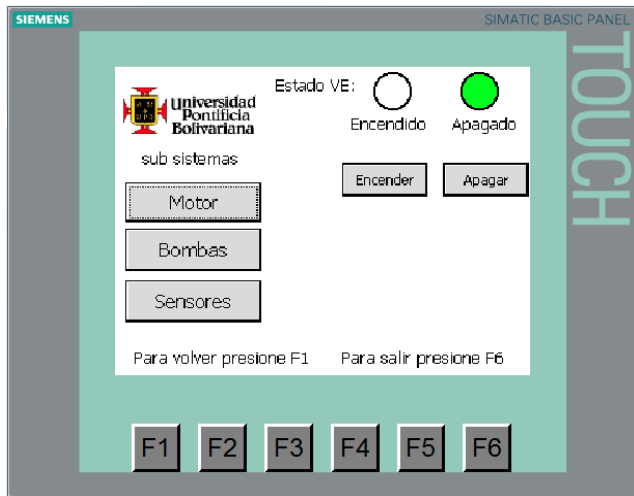 SIEMENS
SIMATIC BASIC PANEL
TOUCH
Universidad
Pontificia
Bolivariana
Estado VE:
Encendido
Apagado
sub sistemas
Encender
Apagar
Motor
Bombas
Sensores
Para volver presione F1
Para salir presione F6
F1
F2
F3
F4
F5
F6